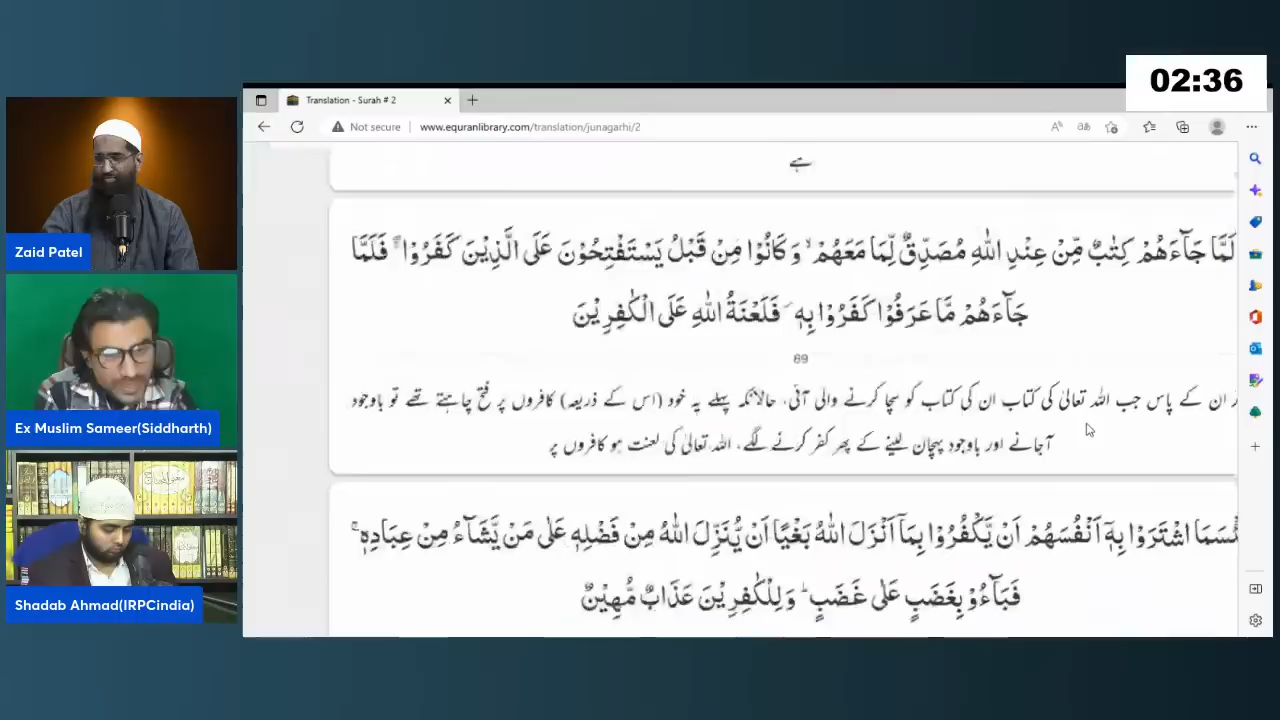 02:36
Translation - Surah # 2
Not secure
www.equranlibrary.com/translation/junagarhi/2
ہے
لَمَّا جَآءَهُمْ كِتٰبٌ مِّنْ عِنْدِ اللّٰهِ مُصَدِّقٌ لِّمَا مَعَهُمْ ۙ وَ كَانُوْا مِنْ قَبْلُ يَسْتَفْتِحُوْنَ عَلَى الَّذِيْنَ كَفَرُوْا ۚ فَلَمَّا
جَآءَهُمْ مَّا عَرَفُوْا كَفَرُوْا بِهٖ ۡ فَلَعْنَةُ اللّٰهِ عَلَى الْكٰفِرِيْنَ
89
ان کے پاس جب اللہ تعالیٰ کی کتاب ان کی کتاب کو سچا کرنے والی آئی، حالانکہ پہلے یہ خود (اس کے ذریعہ) کافروں پر فتح چاہتے تھے تو باوجود
آجانے اور باوجود پہچان لینے کے پھر کفر کرنے لگے، اللہ تعالیٰ کی لعنت ہو کافروں پر
اشْتَرَوْا بِهٖٓ اَنْفُسَهُمْ اَنْ يَّكْفُرُوْا بِمَآ اَنْزَلَ اللّٰهُ بَغْيًا اَنْ يُّنَزِّلَ اللّٰهُ مِنْ فَضْلِهٖ عَلٰى مَنْ يَّشَآءُ مِنْ عِبَادِهٖ ۚ
فَبَآءُوْ بِغَضَبٍ عَلٰى غَضَبٍ ؕ وَ لِلْكٰفِرِيْنَ عَذَابٌ مُّهِيْنٌ
Zaid Patel
Ex Muslim Sameer(Siddharth)
Shadab Ahmad(IRPCindia)